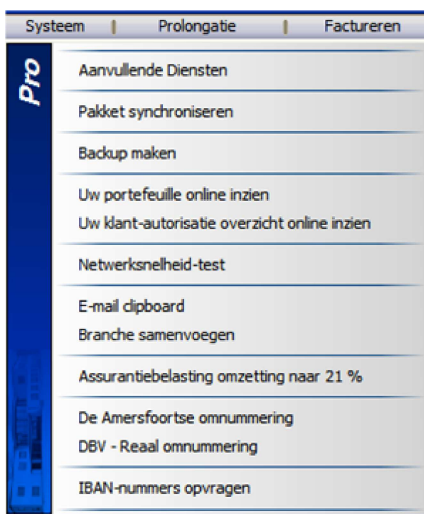 Systeem | Prolongatie | Factureren
Pro
Aanvullende Diensten
Pakket synchroniseren
Backup maken
Uw portefeuille online inzien
Uw klant-autorisatie overzicht online inzien
Netwerksnelheid-test
E-mail clipboard
Branche samenvoegen
Assurantiebelasting omzetting naar 21 %
De Amersfoortse omnummering
DBV - Reaal omnummering
IBAN-nummers opvragen